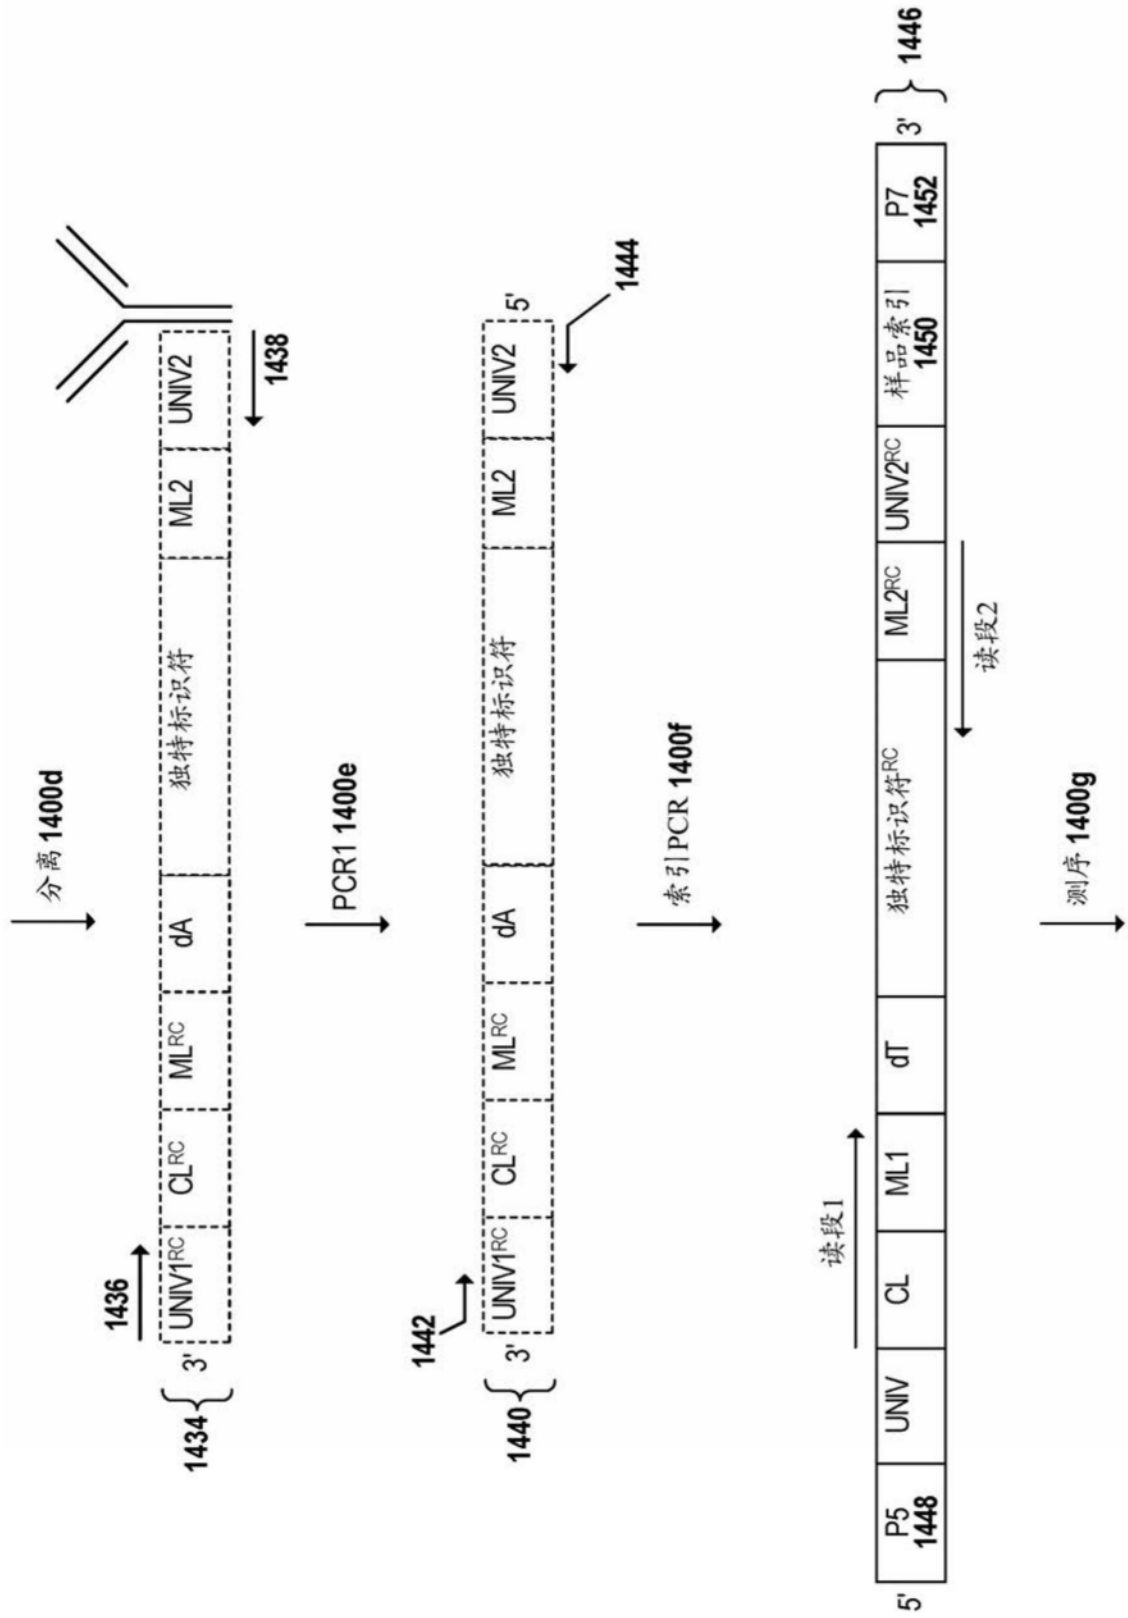 分离 1400d
1436
1434
3'
UNIV1RC
CLRC
MLRC
dA
独特标识符
ML2
UNIV2
1438
PCR1 1400e
1442
1440
3'
UNIV1RC
CLRC
MLRC
dA
独特标识符
ML2
UNIV2
5'
1444
索引PCR 1400f
读段1
5'
P5
1448
UNIV
CL
ML1
dT
独特标识符RC
ML2RC
UNIV2RC
样品索引
1450
P7
1452
3'
1446
读段2
测序 1400g